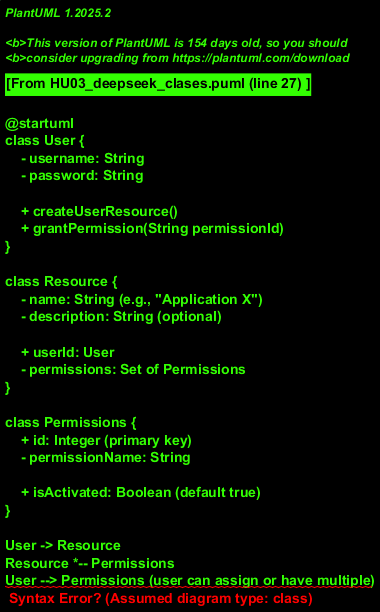 PlantUML 1.2025.2
<b>This version of PlantUML is 154 days old, so you should
<b>consider upgrading from https://plantuml.com/download
[From HU03_deepseek_clases.puml (line 27) ]
@startuml
class User {
- username: String
- password: String
+ createUserResource()
+ grantPermission(String permissionId)
}
class Resource {
- name: String (e.g., "Application X")
- description: String (optional)
+ userId: User
- permissions: Set of Permissions
}
class Permissions {
+ id: Integer (primary key)
- permissionName: String
+ isActivated: Boolean (default true)
}
User -> Resource
Resource *-- Permissions
User --> Permissions (user can assign or have multiple)
Syntax Error? (Assumed diagram type: class)